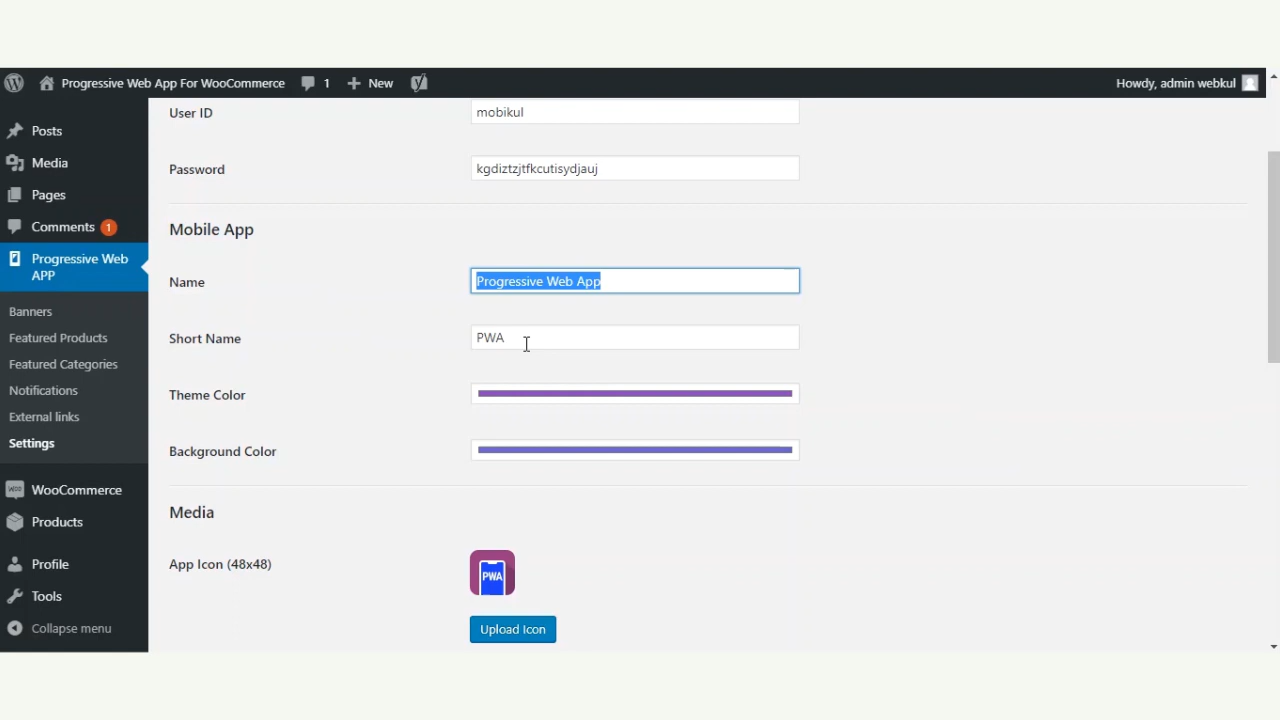 Progressive Web App For WooCommerce 1 New Howdy, admin webkul
Posts
Media
Pages
Comments 1
Progressive Web
APP
Banners
Featured Products
Featured Categories
Notifications
External links
Settings
WooCommerce
Products
Profile
Tools
Collapse menu
User ID mobikul
Password kgdiztzjtfkcutisydjauj
Mobile App
Name Progressive Web App
Short Name PWA
Theme Color
Background Color
Media
App Icon (48x48)
PWA
Upload Icon